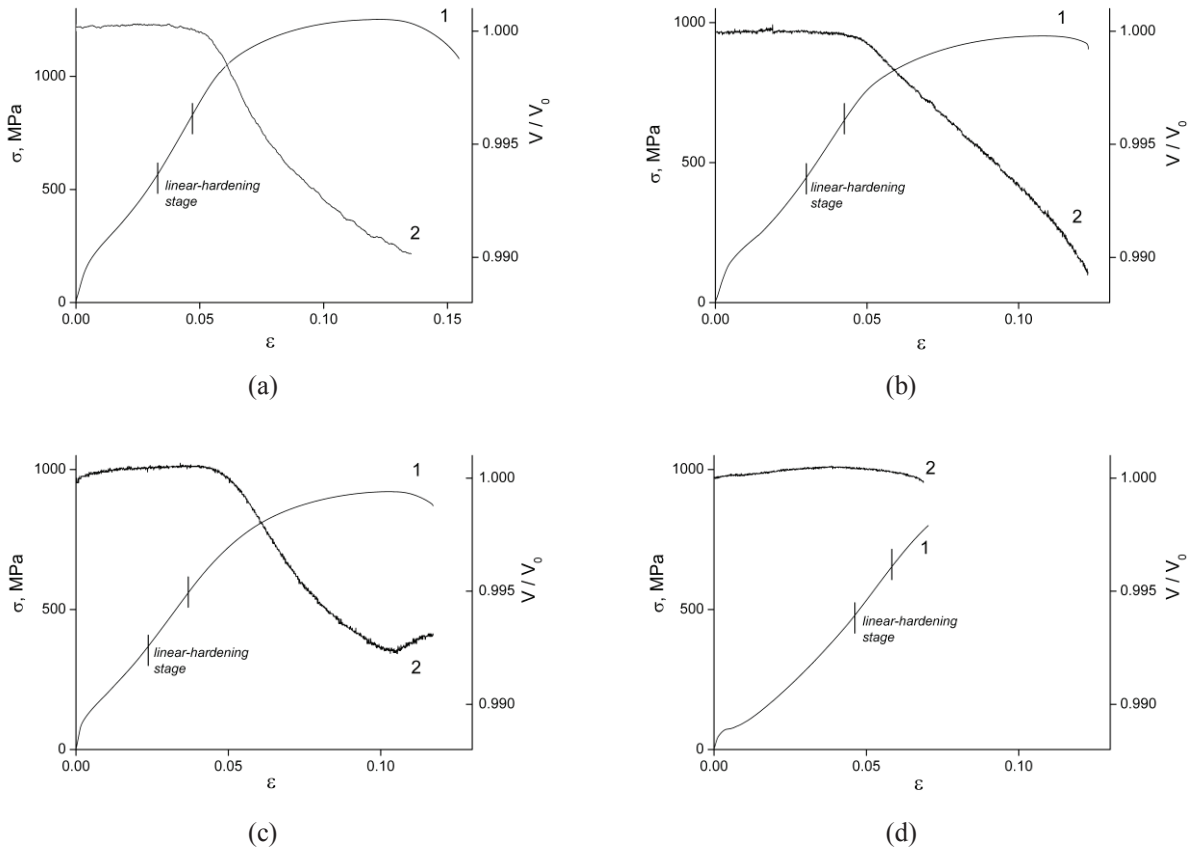 1
1000
500
0
σ, MPa
linear-hardening
stage
2
1.000
0.995
0.990
V / V0
0.00
0.05
0.10
0.15
ε
(a)
1
1000
500
0
σ, MPa
linear-hardening
stage
2
1.000
0.995
0.990
V / V0
0.00
0.05
0.10
ε
(b)
1
1000
500
0
σ, MPa
linear-hardening
stage
2
1.000
0.995
0.990
V / V0
0.00
0.05
0.10
ε
(c)
2
1000
500
0
σ, MPa
1
linear-hardening
stage
1.000
0.995
0.990
V / V0
0.00
0.05
0.10
ε
(d)